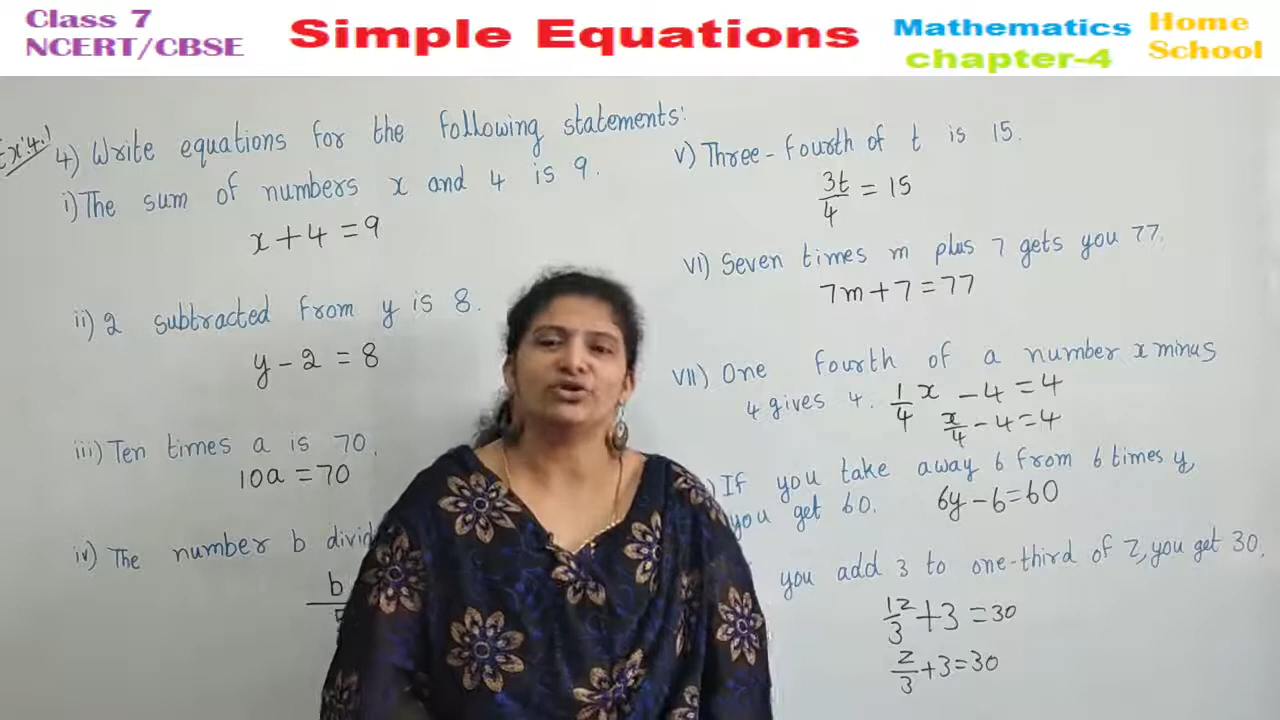 Class 7
NCERT/CBSE
Simple Equations
Mathematics
chapter-4
Home
School
Ex:4.1
4) Write equations for the following statements:
i) The sum of numbers x and 4 is 9.
x + 4 = 9
ii) 2 subtracted from y is 8.
y - 2 = 8
iii) Ten times a is 70.
10a = 70
iv) The number b
b
v) Three-fourth of t is 15.
3t/4 = 15
vi) Seven times m plus 7 gets you 77.
7m + 7 = 77
vii) One fourth of a number x minus
4 gives 4. 1/4 x - 4 = 4
x/4 - 4 = 4
) If you take away 6 from 6 times y,
you get 60. 6y - 6 = 60
you add 3 to one-third of z, you get 30.
1z/3 + 3 = 30
z/3 + 3 = 30